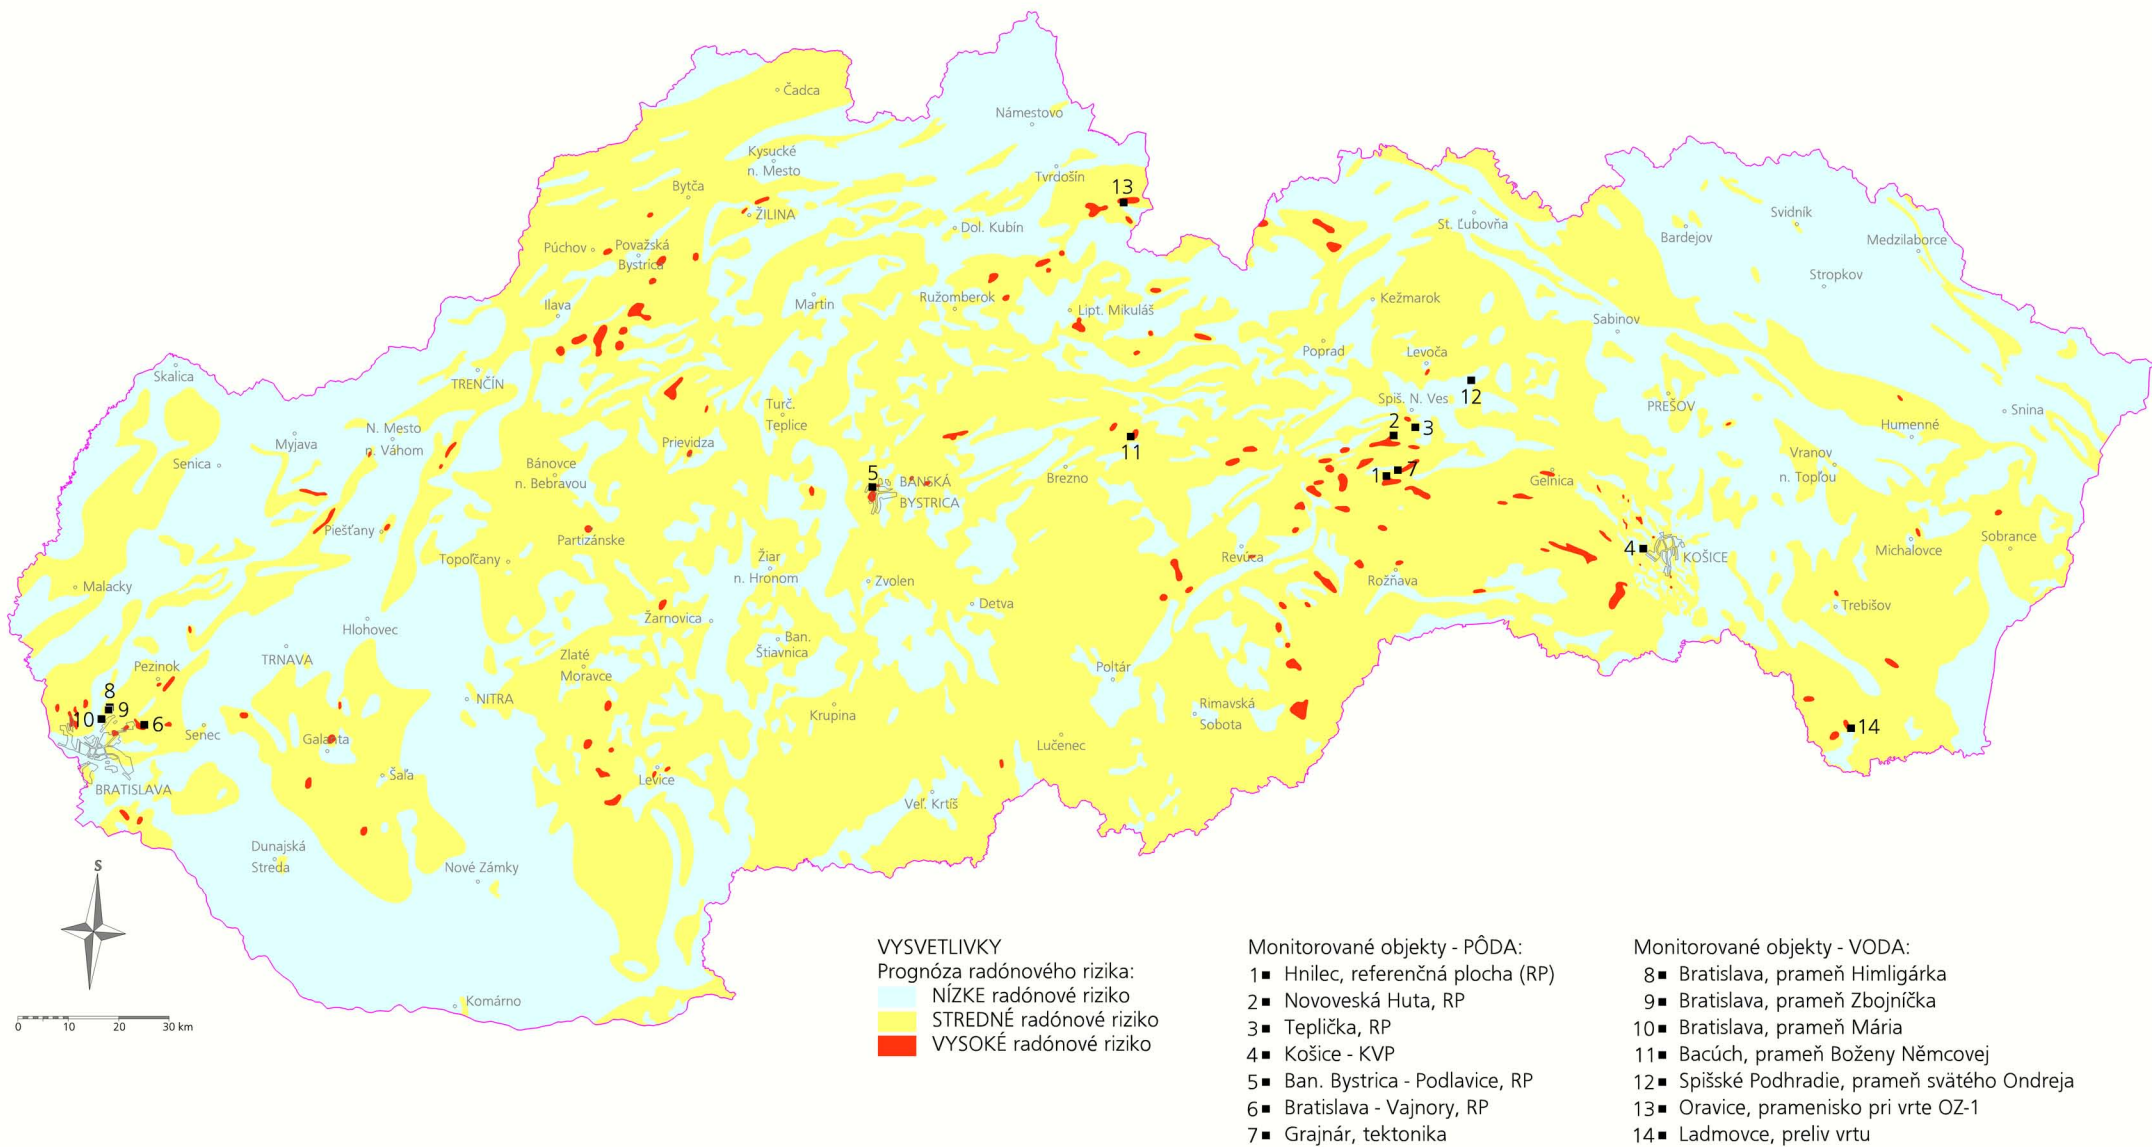 Čadca
Námestovo
Kysucké
n. Mesto
Tvrdošín
13
Bytča
ŽILINA
Dol. Kubín
St. Ľubovňa
Svidník
Bardejov
Medzilaborce
Stropkov
Púchov
Považská
Bystrica
Ilava
Martin
Ružomberok
Lipt. Mikuláš
Kežmarok
Sabinov
Poprad
Levoča
Skalica
TRENČÍN
12
Spiš. N. Ves
PREŠOV
Snina
Turč.
Teplice
Humenné
N. Mesto
n. Váhom
Myjava
Prievidza
2
3
11
Senica
Bánovce
n. Bebravou
5
BANSKÁ
BYSTRICA
Brezno
1
7
Gelnica
Vranov
n. Topľou
Piešťany
Partizánske
Topoľčany
Žiar
n. Hronom
Zvolen
Revúca
Rožňava
4
KOŠICE
Michalovce
Sobrance
Malacky
Detva
Trebišov
Hlohovec
Žarnovica
Ban.
Štiavnica
TRNAVA
Pezinok
Zlaté
Moravce
Poltár
8
9
10
6
Senec
NITRA
Krupina
Rimavská
Sobota
14
Galanta
Lučenec
Šaľa
Levice
BRATISLAVA
Veľ. Krtíš
Dunajská
Streda
Nové Zámky
S
Komárno
0 10 20 30 km
VYSVETLIVKY
Prognóza radónového rizika:
NÍZKE radónové riziko
STREDNÉ radónové riziko
VYSOKÉ radónové riziko
Monitorované objekty - PÔDA:
1 Hnilec, referenčná plocha (RP)
2 Novoveská Huta, RP
3 Teplička, RP
4 Košice - KVP
5 Ban. Bystrica - Podlavice, RP
6 Bratislava - Vajnory, RP
7 Grajnár, tektonika
Monitorované objekty - VODA:
8 Bratislava, prameň Himligárka
9 Bratislava, prameň Zbojníčka
10 Bratislava, prameň Mária
11 Bacúch, prameň Boženy Němcovej
12 Spišské Podhradie, prameň svätého Ondreja
13 Oravice, pramenisko pri vrte OZ-1
14 Ladmovce, preliv vrtu